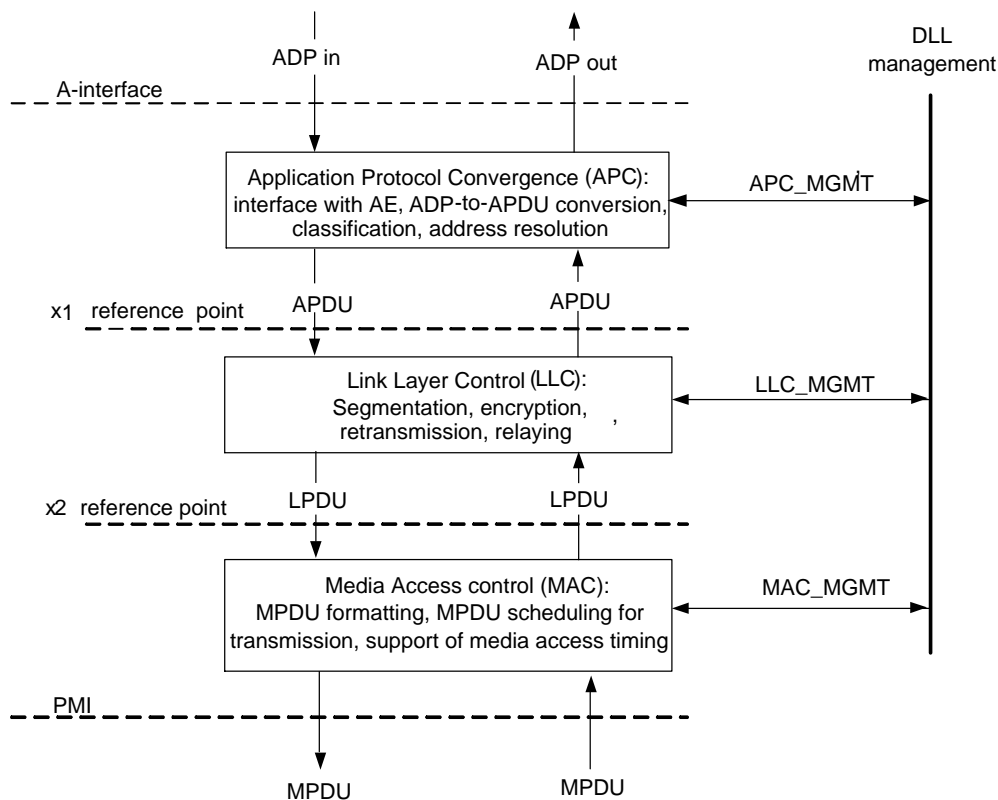 ADP in
ADP out
DLL
management
A-interface
Application Protocol Convergence (APC):
interface with AE, ADP-to-APDU conversion,
classification, address resolution
APC_MGMT
APDU
APDU
x1 reference point
Link Layer Control (LLC):
Segmentation, encryption,
retransmission, relaying ,
LLC_MGMT
LPDU
LPDU
x2 reference point
Media Access control (MAC):
MPDU formatting, MPDU scheduling for
transmission, support of media access timing
MAC_MGMT
PMI
MPDU
MPDU